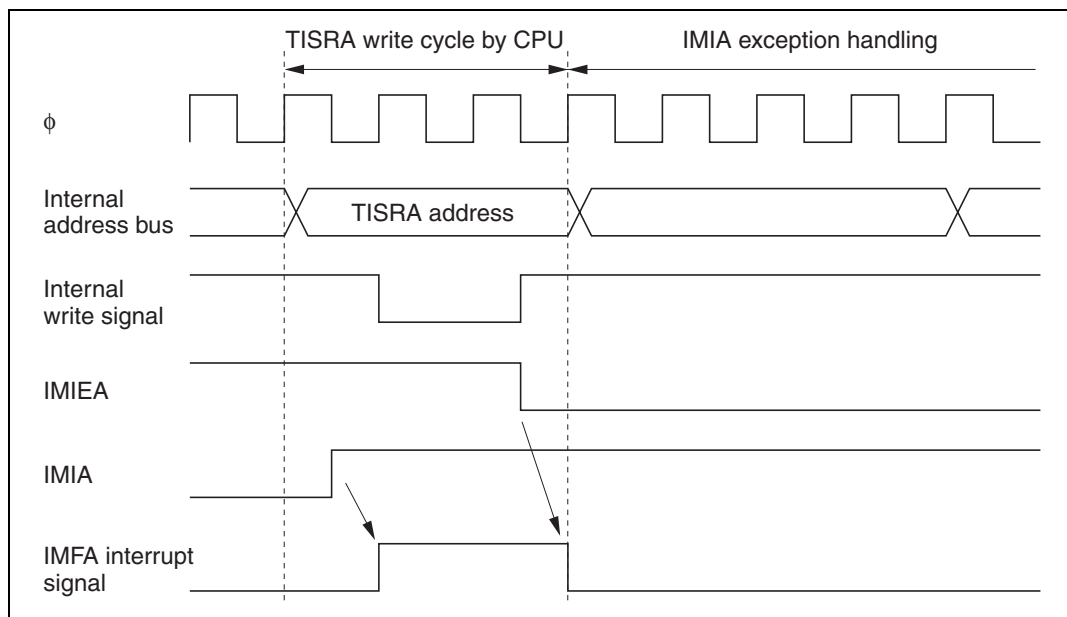 TISRA write cycle by CPU
IMIA exception handling
ϕ
Internal
address bus
TISRA address
Internal
write signal
IMIEA
IMIA
IMFA interrupt
signal